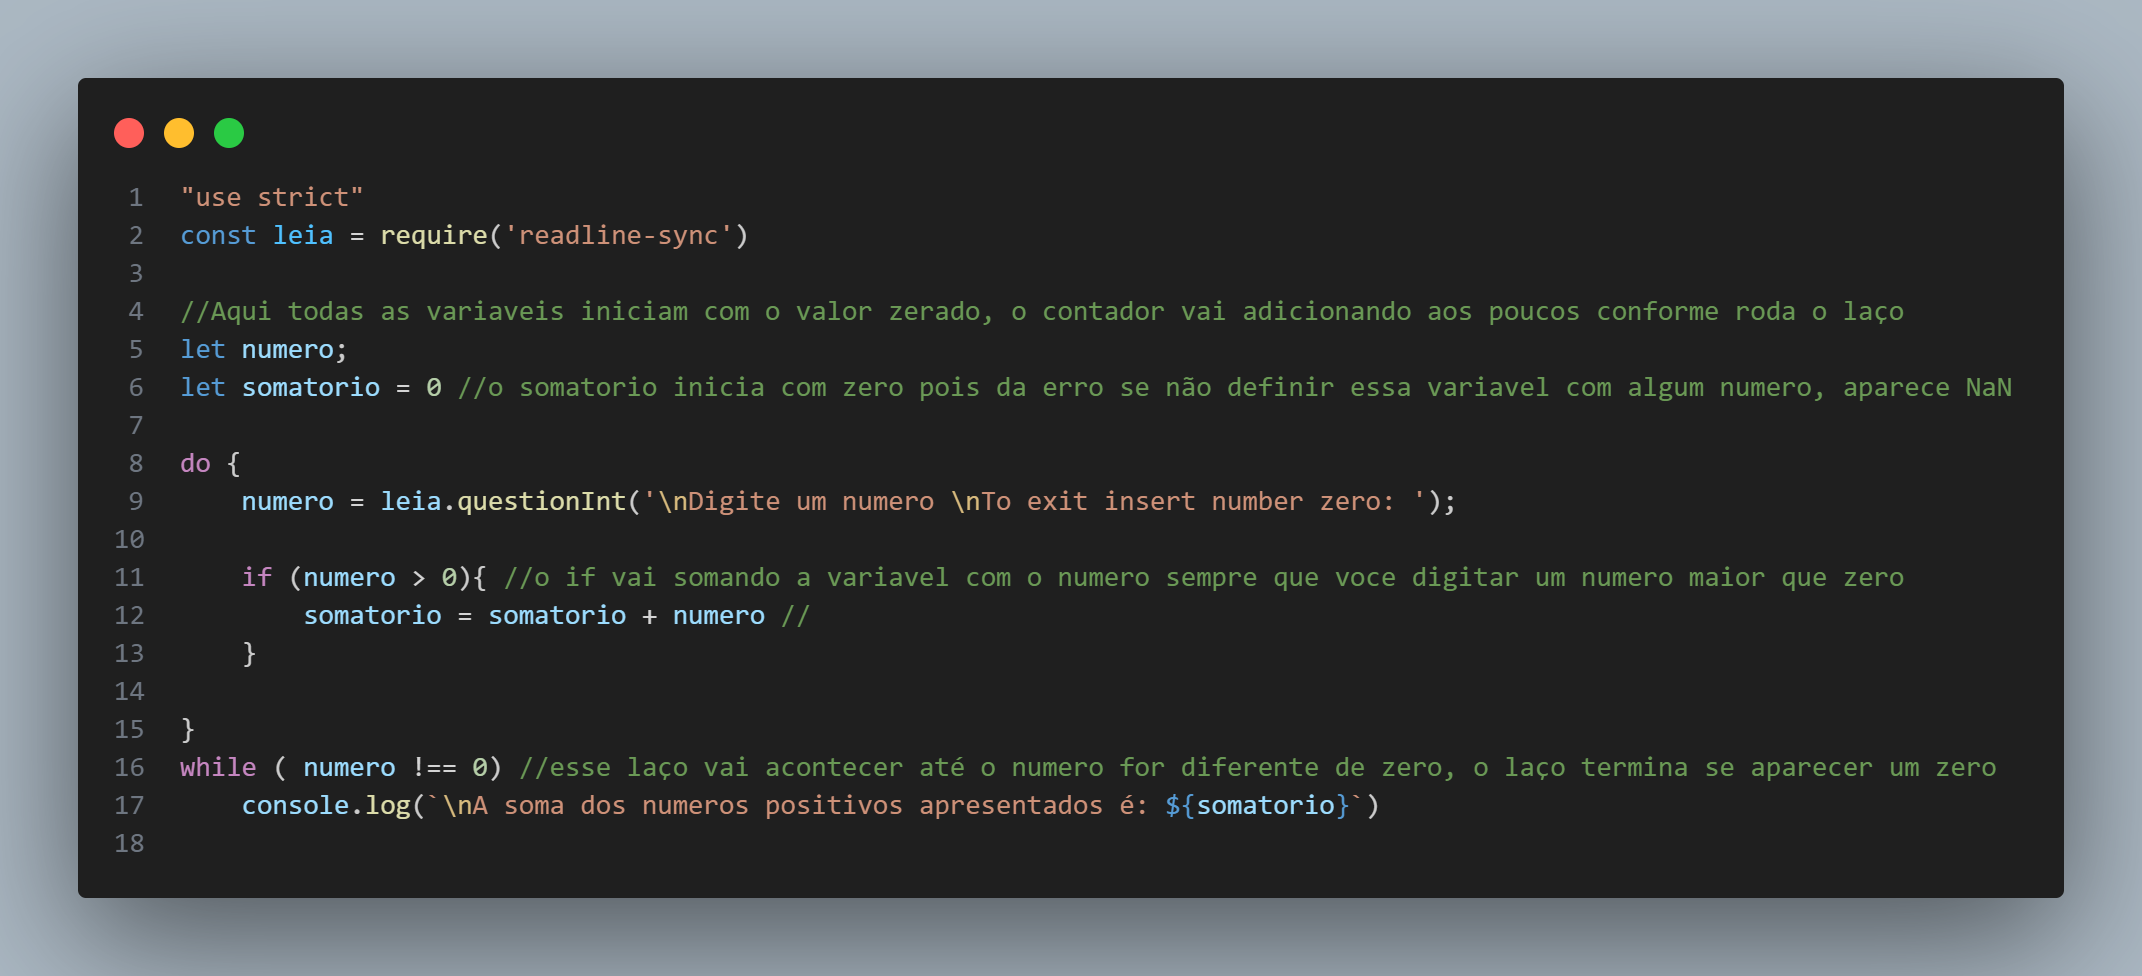 1 "use strict"
2 const leia = require('readline-sync')
3
4 //Aqui todas as variaveis iniciam com o valor zerado, o contador vai adicionando aos poucos conforme roda o laço
5 let numero;
6 let somatorio = 0 //o somatorio inicia com zero pois da erro se não definir essa variavel com algum numero, aparece NaN
7
8 do {
9     numero = leia.questionInt('\nDigite um numero \nTo exit insert number zero: ');
10
11     if (numero > 0){ //o if vai somando a variavel com o numero sempre que voce digitar um numero maior que zero
12         somatorio = somatorio + numero //
13     }
14
15 }
16 while ( numero !== 0) //esse laço vai acontecer até o numero for diferente de zero, o laço termina se aparecer um zero
17     console.log(`\nA soma dos numeros positivos apresentados é: ${somatorio}`)
18